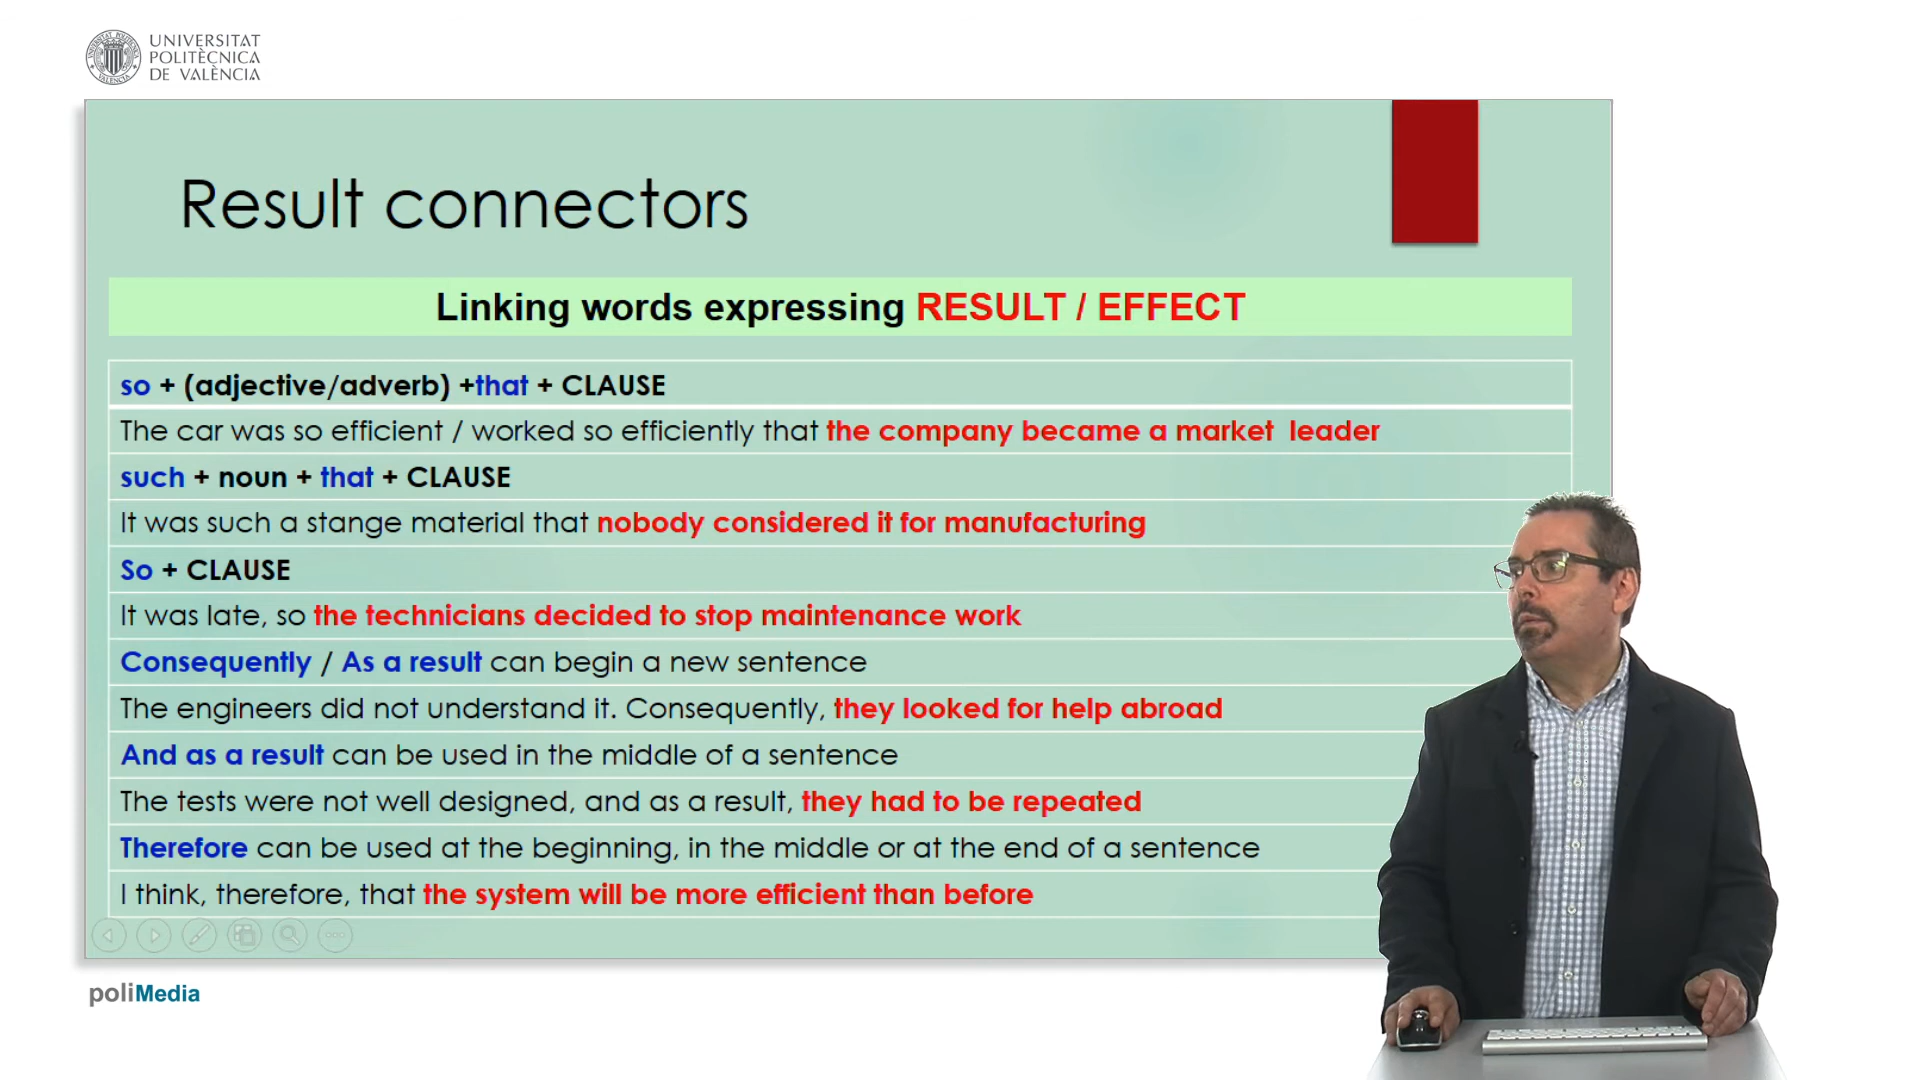 UNIVERSITAT
POLITÈCNICA
DE VALÈNCIA
Result connectors
Linking words expressing RESULT / EFFECT
so + (adjective/adverb) +that + CLAUSE
The car was so efficient / worked so efficiently that the company became a market leader
such + noun + that + CLAUSE
It was such a stange material that nobody considered it for manufacturing
So + CLAUSE
It was late, so the technicians decided to stop maintenance work
Consequently / As a result can begin a new sentence
The engineers did not understand it. Consequently, they looked for help abroad
And as a result can be used in the middle of a sentence
The tests were not well designed, and as a result, they had to be repeated
Therefore can be used at the beginning, in the middle or at the end of a sentence
I think, therefore, that the system will be more efficient than before
poliMedia